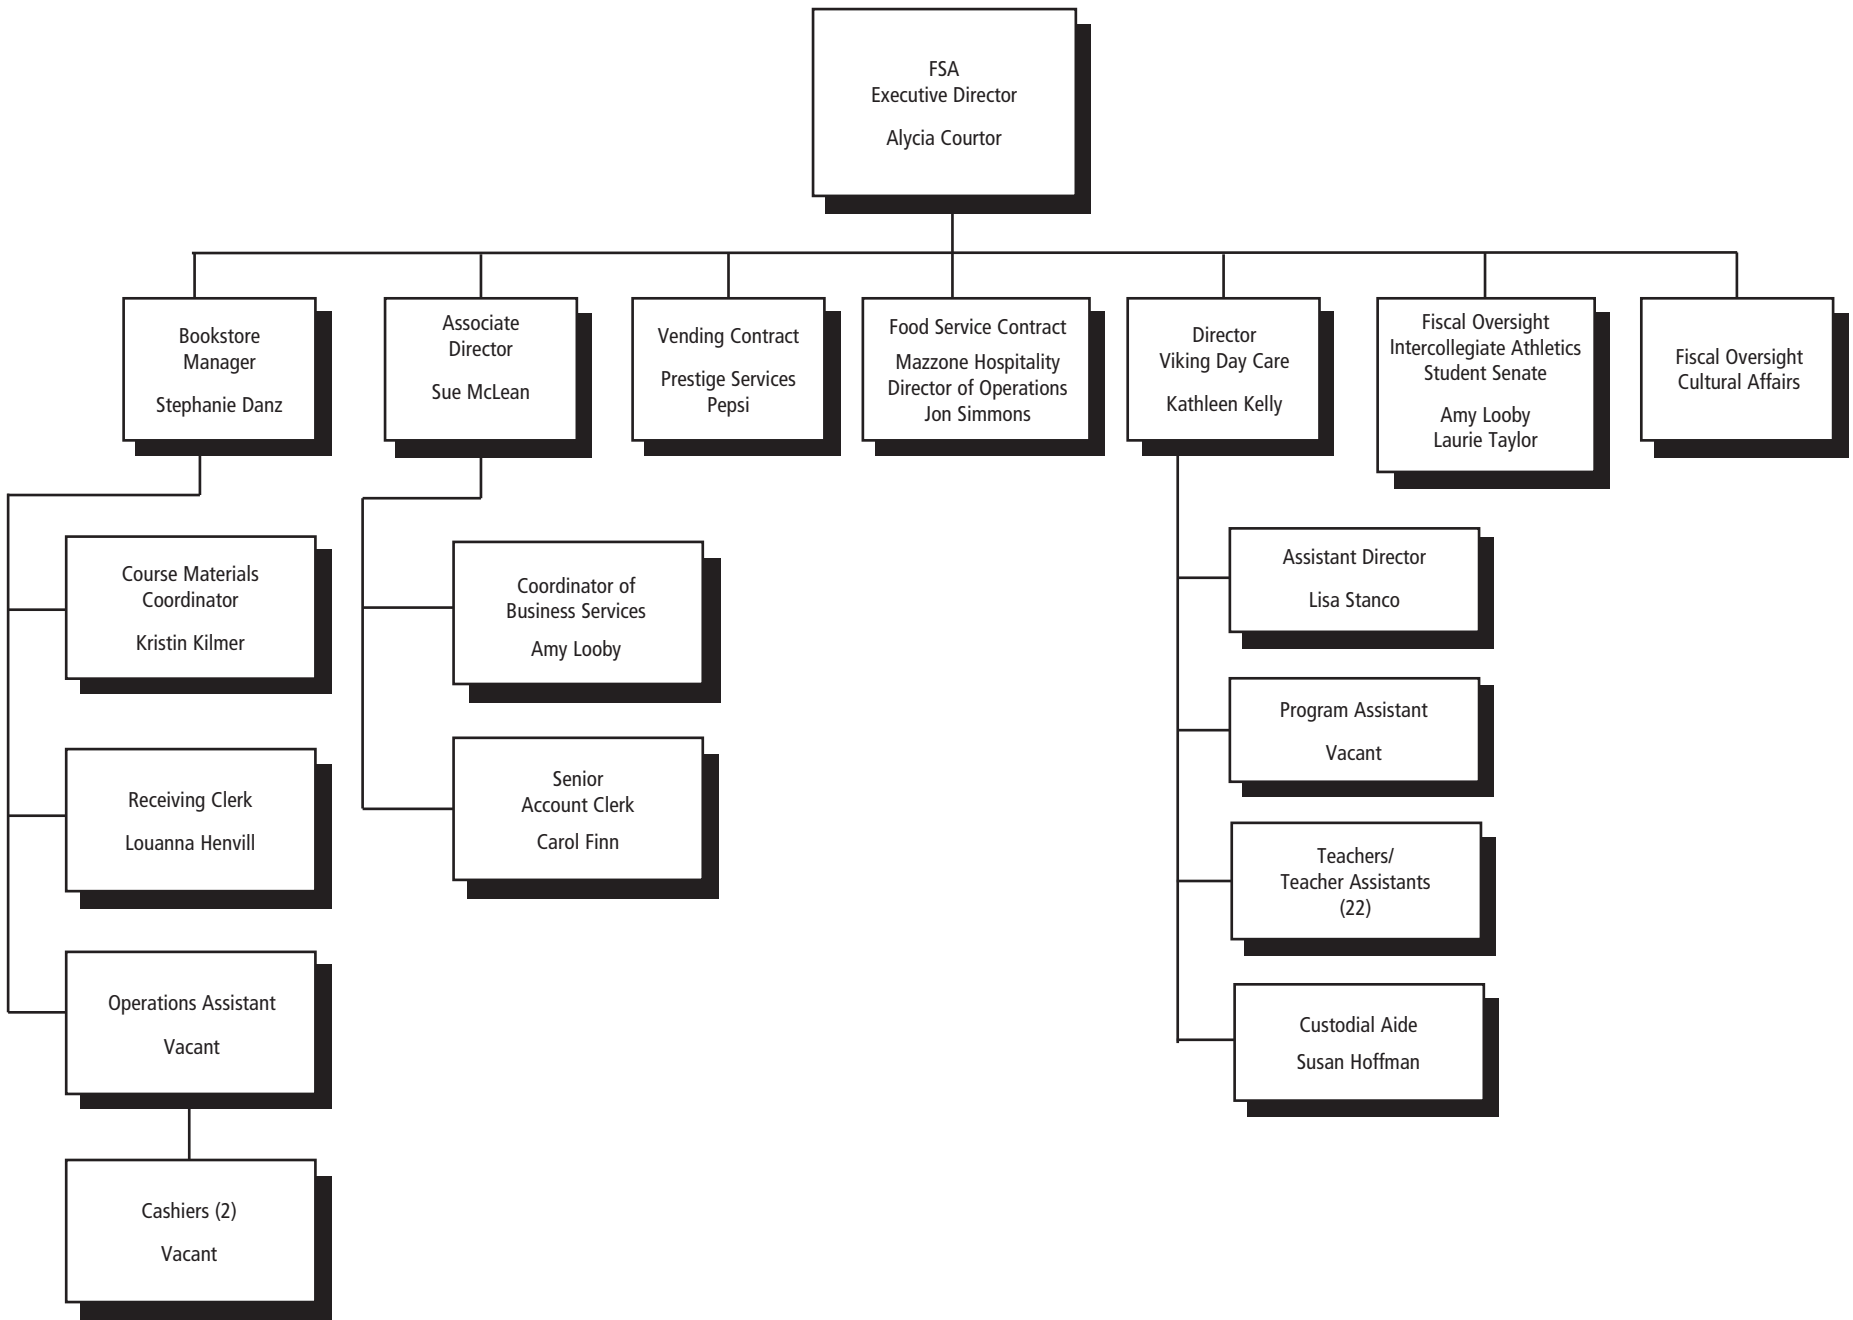 FSA
Executive Director
Alycia Courtor
Bookstore
Manager
Stephanie Danz
Associate
Director
Sue McLean
Vending Contract
Prestige Services
Pepsi
Food Service Contract
Mazzone Hospitality
Director of Operations
Jon Simmons
Director
Viking Day Care
Kathleen Kelly
Fiscal Oversight
Intercollegiate Athletics
Student Senate
Amy Looby
Laurie Taylor
Fiscal Oversight
Cultural Affairs
Course Materials
Coordinator
Kristin Kilmer
Receiving Clerk
Louanna Henvill
Operations Assistant
Vacant
Cashiers (2)
Vacant
Coordinator of
Business Services
Amy Looby
Senior
Account Clerk
Carol Finn
Assistant Director
Lisa Stanco
Program Assistant
Vacant
Teachers/
Teacher Assistants
(22)
Custodial Aide
Susan Hoffman